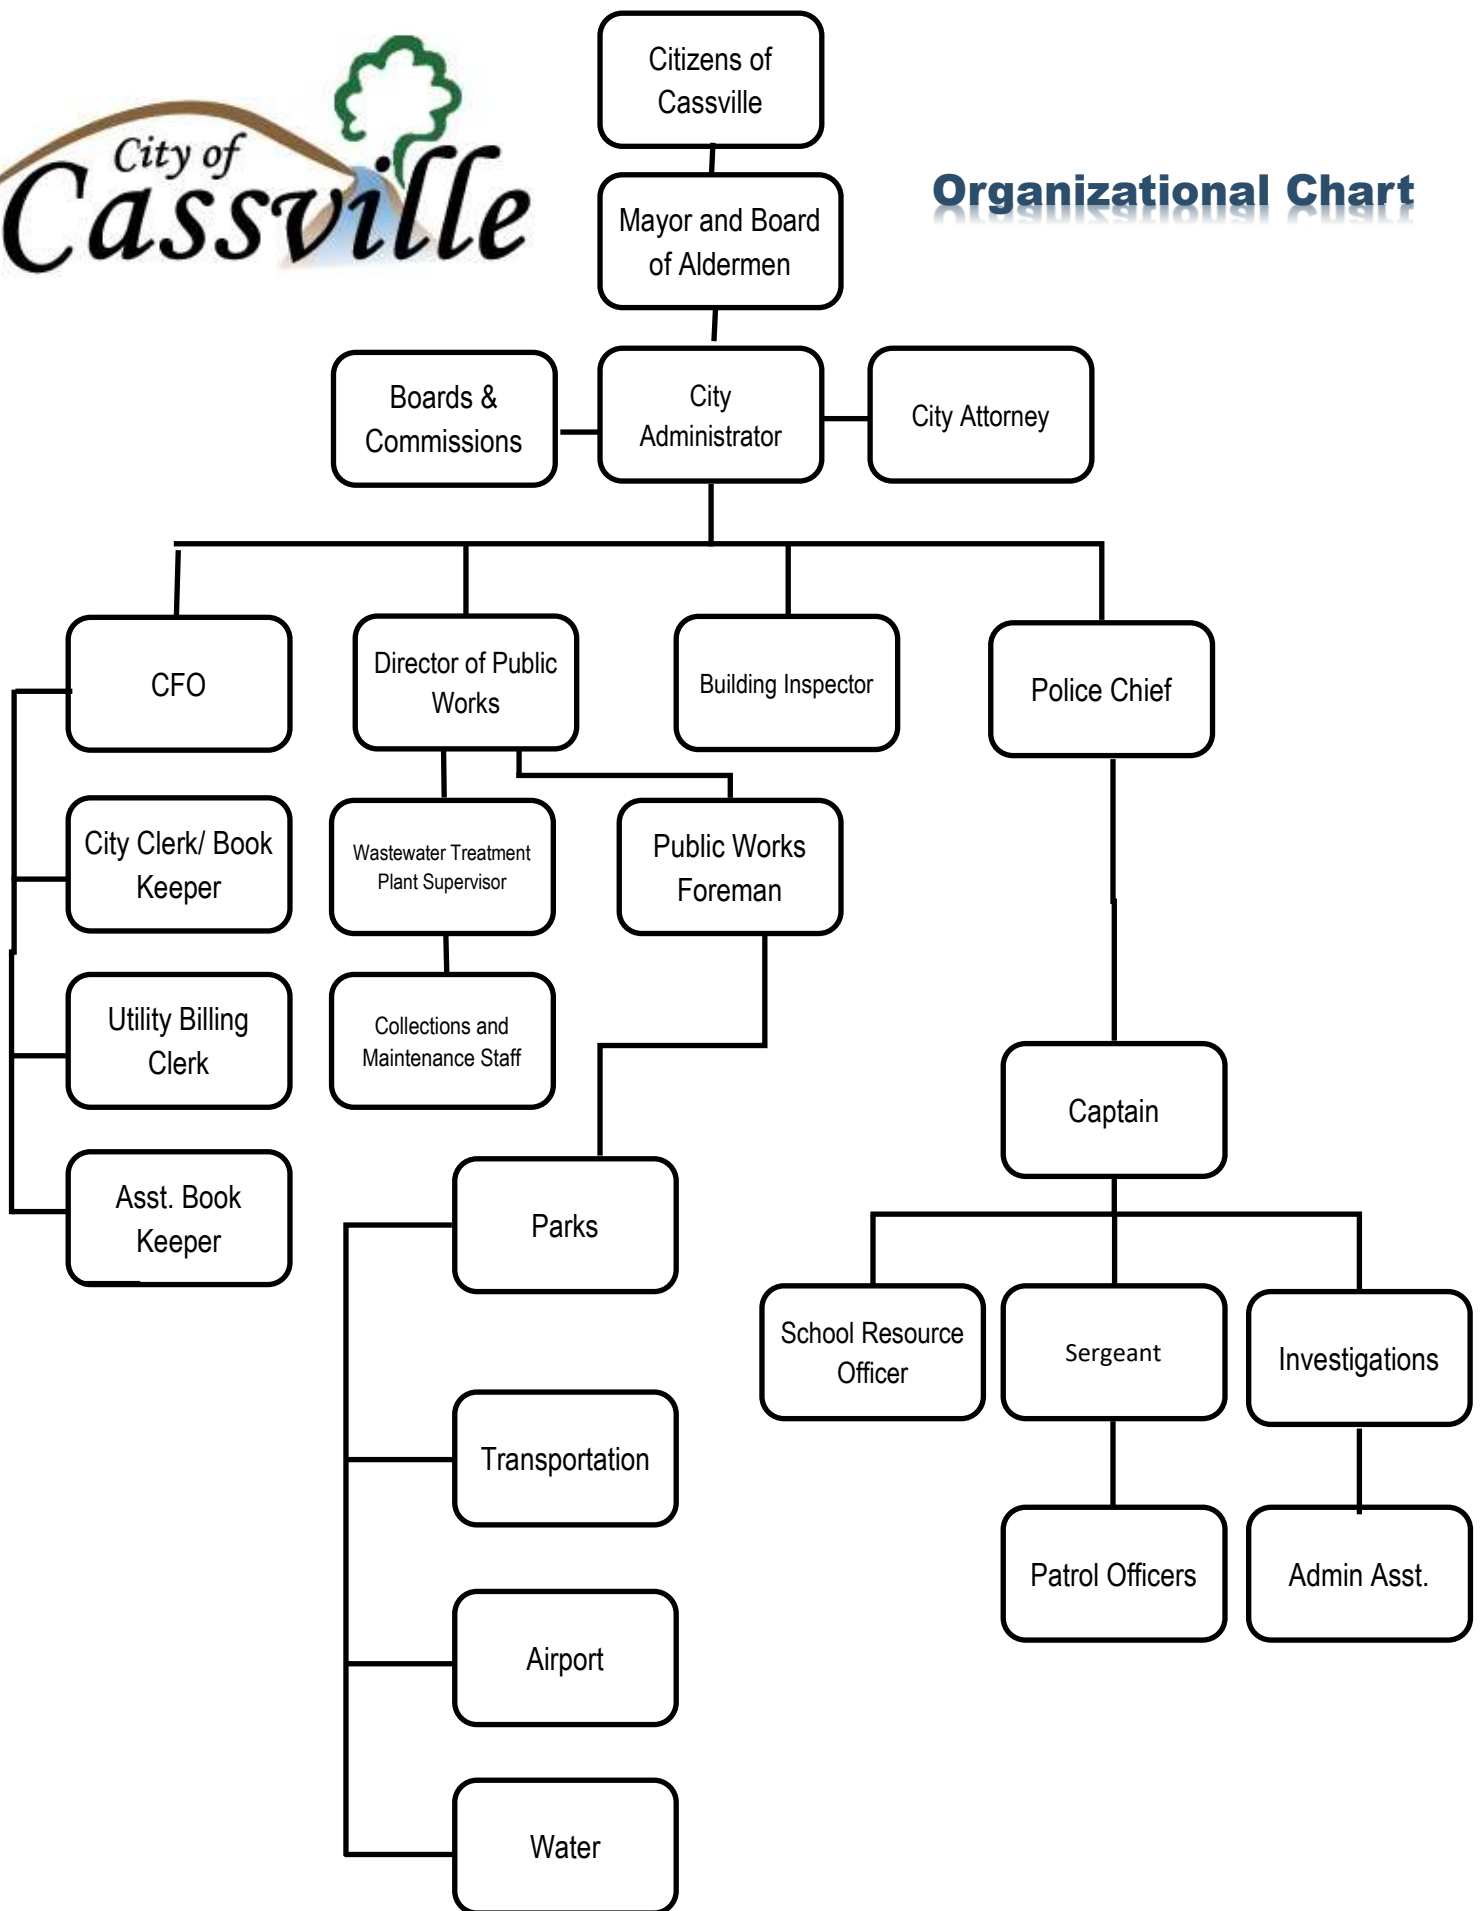 City of
Cassville
Organizational Chart
Citizens of
Cassville
Mayor and Board
of Aldermen
Boards &
Commissions
City
Administrator
City Attorney
CFO
Director of Public
Works
Building Inspector
Police Chief
City Clerk/ Book
Keeper
Wastewater Treatment
Plant Supervisor
Public Works
Foreman
Utility Billing
Clerk
Collections and
Maintenance Staff
Captain
Asst. Book
Keeper
Parks
School Resource
Officer
Sergeant
Investigations
Transportation
Patrol Officers
Admin Asst.
Airport
Water